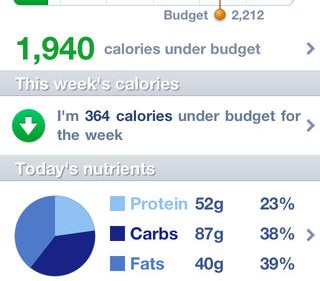 Budget 2,212
1,940 calories under budget
This week's calories
I'm 364 calories under budget for
the week
Today's nutrients
Protein 52g 23%
Carbs 87g 38%
Fats 40g 39%